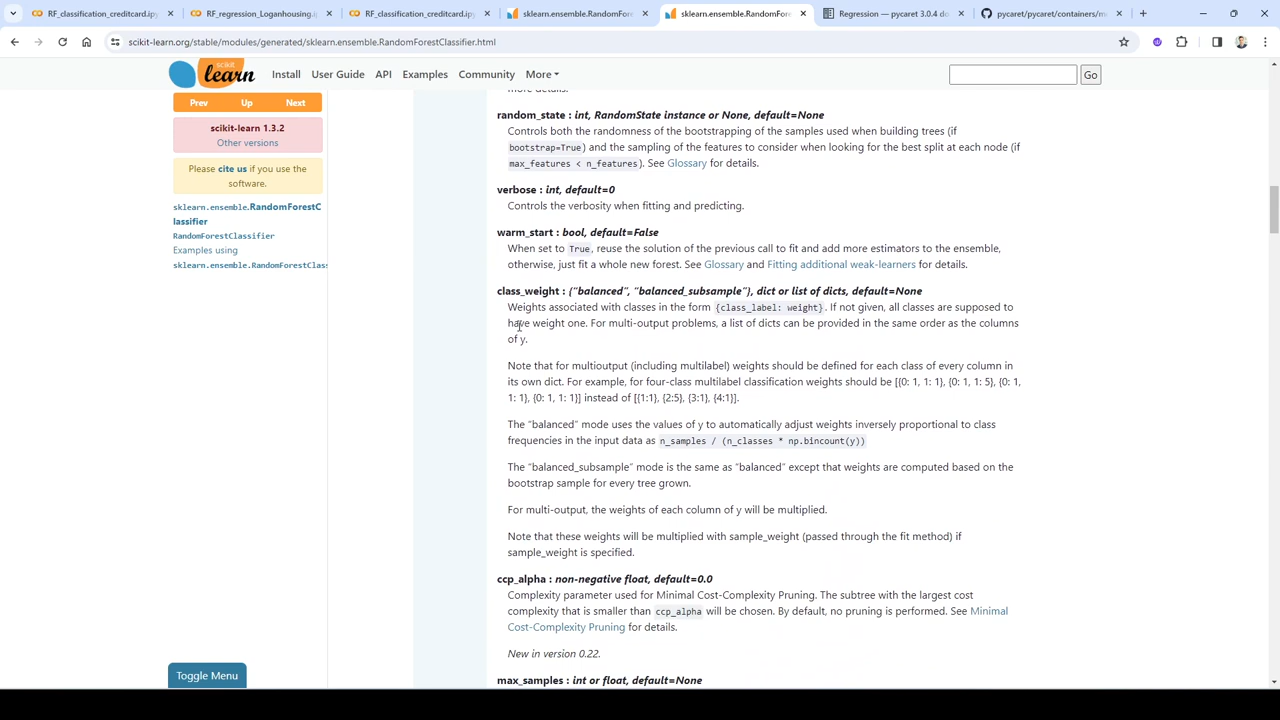 RF_classification_creditcard.ipy
RF_regression_Loganhousing.i
RF_classification_creditcard.ipy
sklearn.ensemble.RandomFores
sklearn.ensemble.RandomFores
Regression — pycaret 3.0.4 do
pycaret/pycaret/containers/m
scikit-learn.org/stable/modules/generated/sklearn.ensemble.RandomForestClassifier.html
scikit learn
Install User Guide API Examples Community More
Go
Prev Up Next
scikit-learn 1.3.2
Other versions
Please cite us if you use the
software.
sklearn.ensemble.RandomForestC
lassifier
RandomForestClassifier
Examples using
sklearn.ensemble.RandomForestClass
Toggle Menu
more details.
random_state : int, RandomState instance or None, default=None
Controls both the randomness of the bootstrapping of the samples used when building trees (if
bootstrap=True) and the sampling of the features to consider when looking for the best split at each node (if
max_features < n_features). See Glossary for details.
verbose : int, default=0
Controls the verbosity when fitting and predicting.
warm_start : bool, default=False
When set to True, reuse the solution of the previous call to fit and add more estimators to the ensemble,
otherwise, just fit a whole new forest. See Glossary and Fitting additional weak-learners for details.
class_weight : {"balanced", "balanced_subsample"}, dict or list of dicts, default=None
Weights associated with classes in the form {class_label: weight}. If not given, all classes are supposed to
have weight one. For multi-output problems, a list of dicts can be provided in the same order as the columns
of y.
Note that for multioutput (including multilabel) weights should be defined for each class of every column in
its own dict. For example, for four-class multilabel classification weights should be [{0: 1, 1: 1}, {0: 1, 1: 5}, {0: 1,
1: 1}, {0: 1, 1: 1}] instead of [{1:1}, {2:5}, {3:1}, {4:1}].
The "balanced" mode uses the values of y to automatically adjust weights inversely proportional to class
frequencies in the input data as n_samples / (n_classes * np.bincount(y))
The "balanced_subsample" mode is the same as "balanced" except that weights are computed based on the
bootstrap sample for every tree grown.
For multi-output, the weights of each column of y will be multiplied.
Note that these weights will be multiplied with sample_weight (passed through the fit method) if
sample_weight is specified.
ccp_alpha : non-negative float, default=0.0
Complexity parameter used for Minimal Cost-Complexity Pruning. The subtree with the largest cost
complexity that is smaller than ccp_alpha will be chosen. By default, no pruning is performed. See Minimal
Cost-Complexity Pruning for details.
New in version 0.22.
max_samples : int or float, default=None